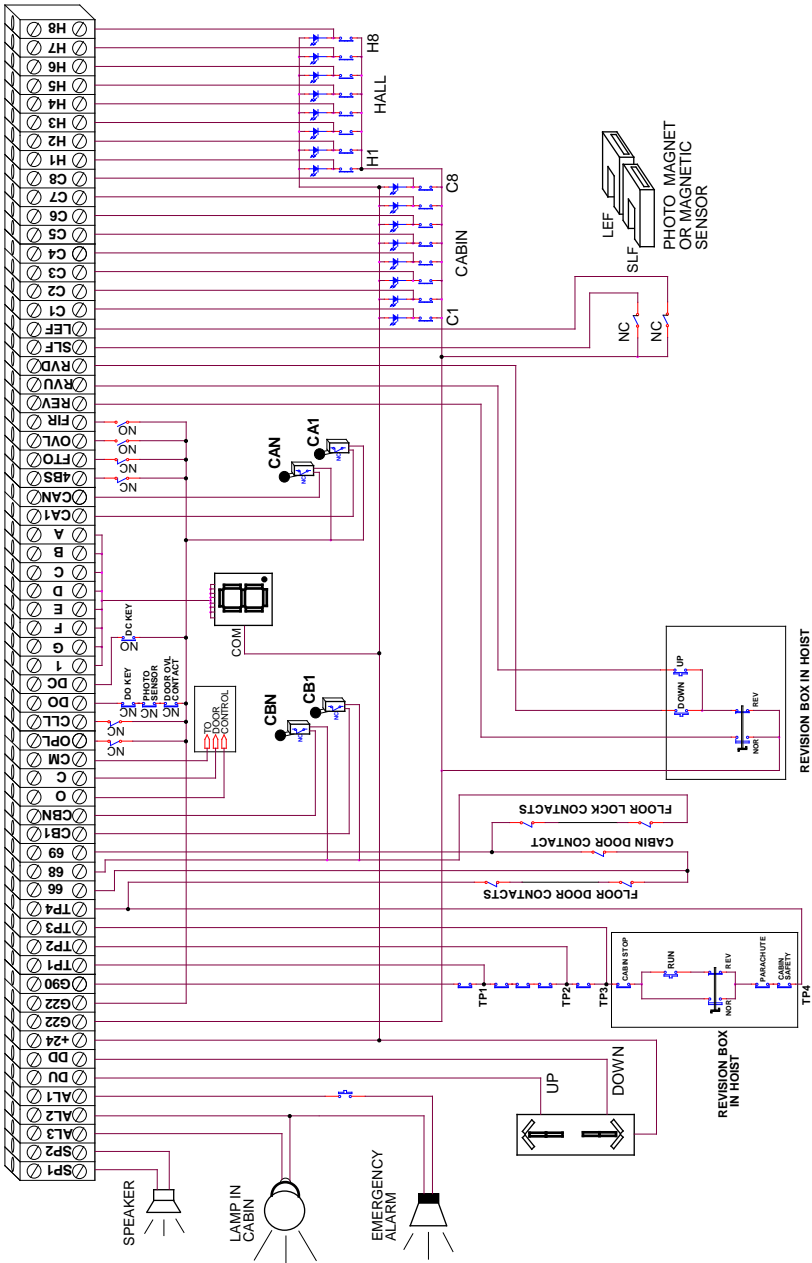 H8
H7
H6
H5
H4
H3
H2
H1
C8
C7
C6
C5
C4
C3
C2
C1
LEF
SLF
RVD
RVU
REV
FIR
OVL
FTO
4BS
CAN
CA1
A
B
C
D
E
F
G
1
DC
DO
CLL
OPL
CM
C
O
CBN
CB1
69
68
66
TP4
TP3
TP2
TP1
G90
G22
G22
+24
DD
DU
AL1
AL2
AL3
SP2
SP1
H8
HALL
H1
C8
CABIN
C1
LEF
SLF
PHOTO MAGNET
OR MAGNETIC
SENSOR
NC
NC
NO
NO
NC
NC
CAN
NC
CA1
NC
COM
DC KEY
NO
DO KEY
NC
PHOTO
SENSOR
NC
DOOR OVL
CONTACT
NC
NC
NC
TO
DOOR
CONTROL
CBN
NC
CB1
NC
UP
DOWN
REV
NOR
REVISION BOX IN HOIST
FLOOR LOCK CONTACTS
CABIN DOOR CONTACT
FLOOR DOOR CONTACTS
TP1
TP2
TP3
CABIN STOP
RUN
REV
NOR
PARACHUTE
CABIN
SAFETY
TP4
REVISION BOX
IN HOIST
UP
DOWN
SPEAKER
LAMP IN
CABIN
EMERGENCY
ALARM